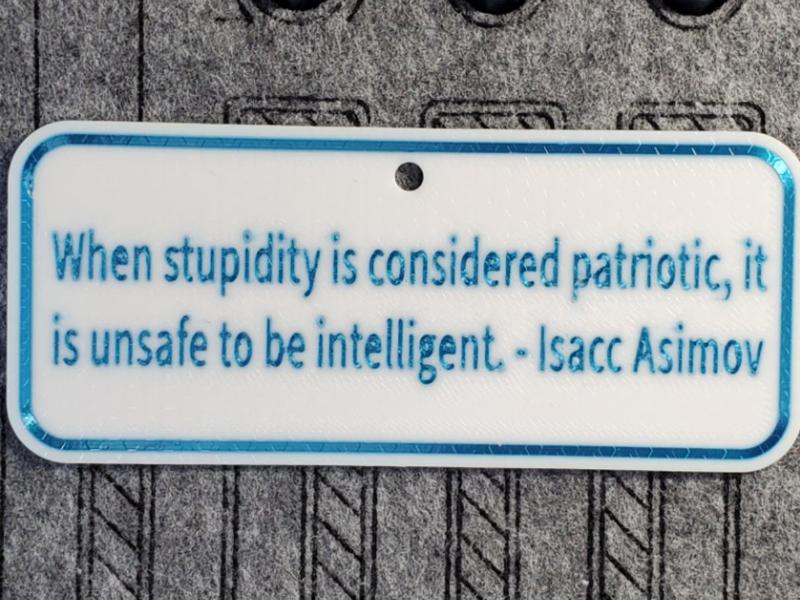 When stupidity is considered patriotic, it
is unsafe to be intelligent. - Isacc Asimov